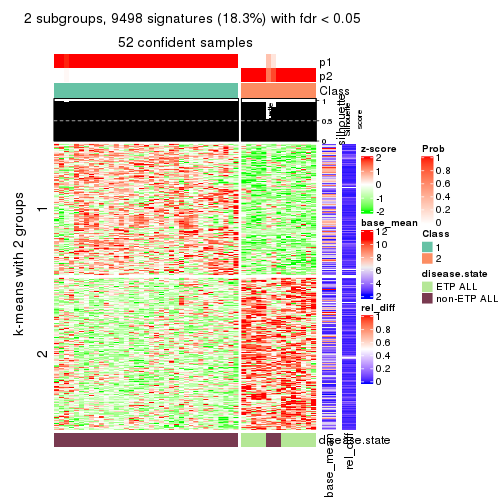 2 subgroups, 9498 signatures (18.3%) with fdr < 0.05
52 confident samples
p1
p2
Class
1
0.5
0
silhouette
score
k-means with 2 groups
1
2
z-score
2
1
0
-1
-2
base_mean
12
10
8
6
4
2
rel_diff
1
0.8
0.6
0.4
0.2
0
Prob
1
0.8
0.6
0.4
0.2
0
Class
1
2
disease.state
ETP ALL
non-ETP ALL
disease.state
base_mean
rel_diff